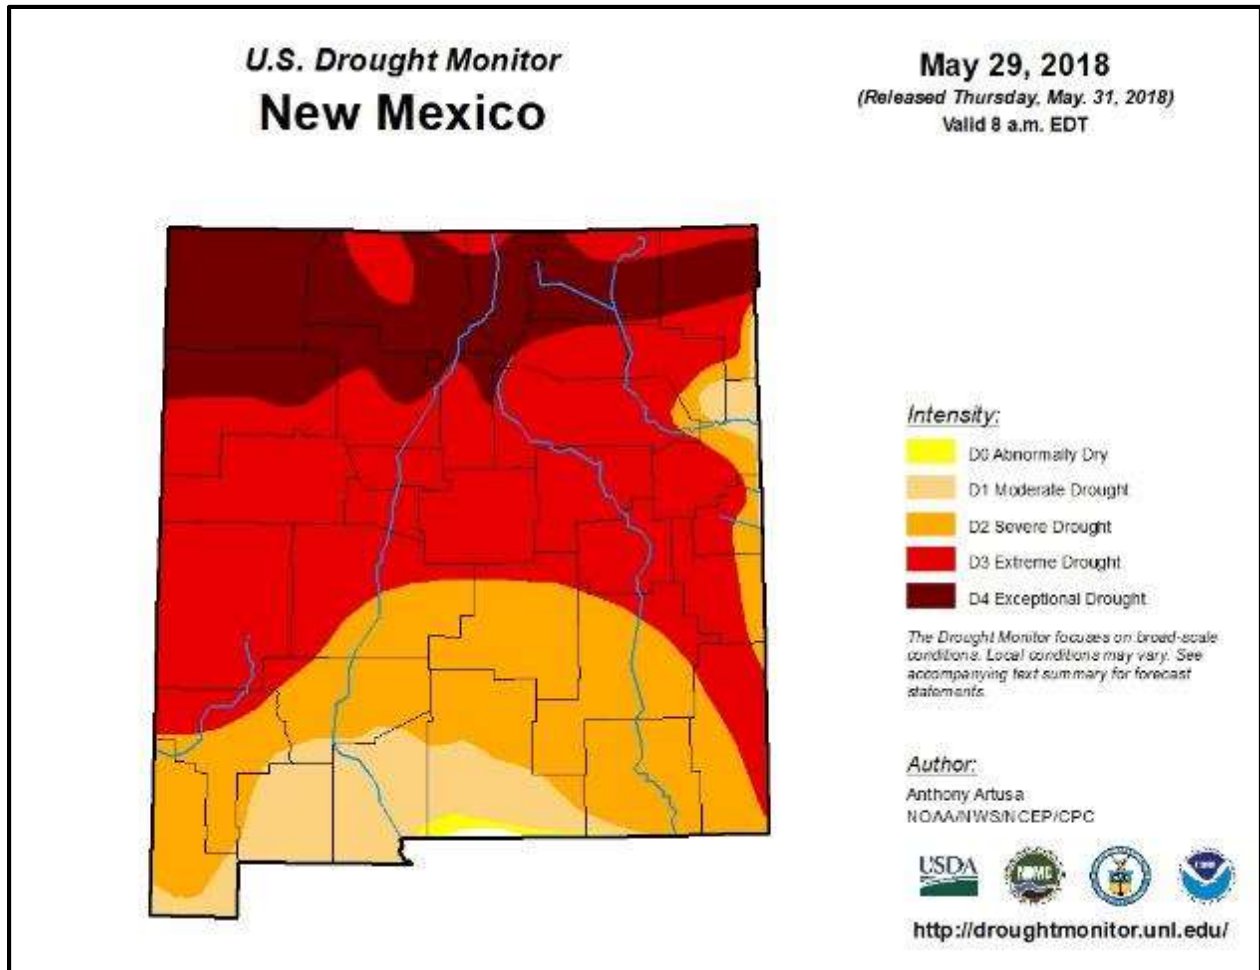 U.S. Drought Monitor
New Mexico
May 29, 2018
(Released Thursday, May. 31, 2018)
Valid 8 a.m. EDT
Intensity:
D0 Abnormally Dry
D1 Moderate Drought
D2 Severe Drought
D3 Extreme Drought
D4 Exceptional Drought
The Drought Monitor focuses on broad-scale
conditions. Local conditions may vary. See
accompanying text summary for forecast
statements.
Author:
Anthony Artusa
NOAA/NWS/NCEP/CPC
USDA
NDMC
http://droughtmonitor.unl.edu/